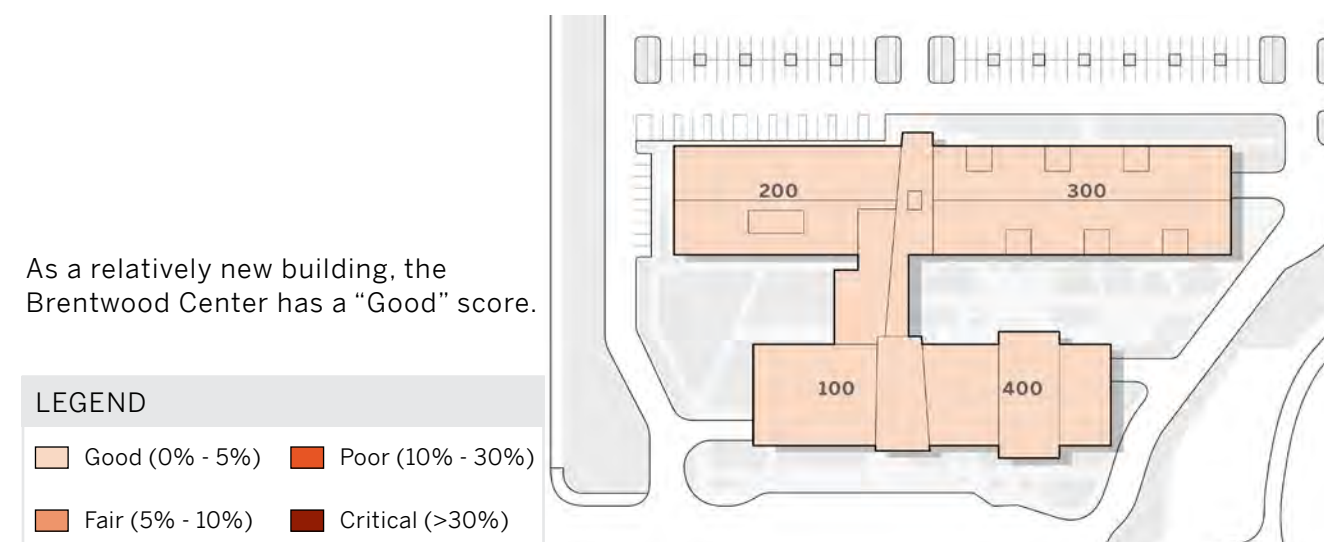 As a relatively new building, the
Brentwood Center has a “Good” score.
LEGEND
Good (0% - 5%)
Poor (10% - 30%)
Fair (5% - 10%)
Critical (>30%)
200
300
100
400